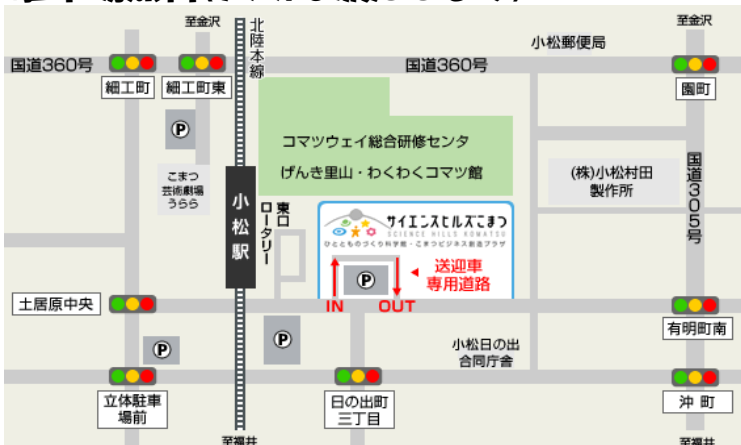 至金沢
北陸本線
至金沢
小松郵便局
国道360号
国道360号
細工町
細工町東
園町
P
コマツウェイ総合研修センタ
げんき里山・わくわくコマツ館
こまつ
芸術劇場
うらら
(株)小松村田
製作所
国道305号
小松駅
東口
ロータリー
サイエンスヒルズこまつ
SCIENCE HILLS KOMATSU
ひととものづくり科学館・こまつビジネス創造プラザ
P
送迎車
専用道路
IN
OUT
土居原中央
有明町南
P
P
小松日の出
合同庁舎
立体駐車
場前
日の出町
三丁目
沖町
至福井
至福井